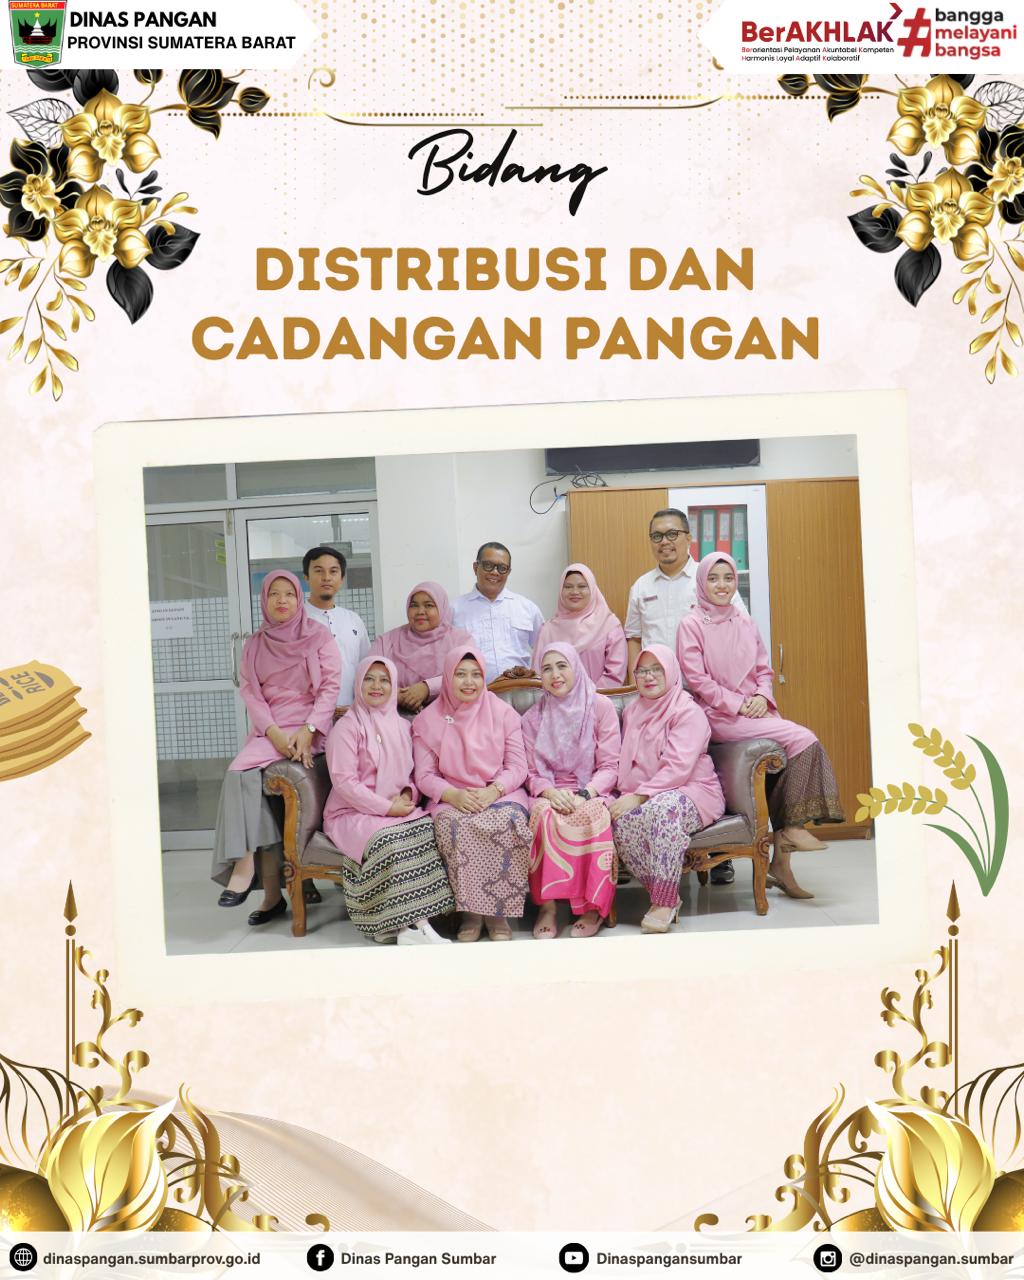 SUMATERA BARAT
DINAS PANGAN
PROVINSI SUMATERA BARAT
BerAKHLAK
Berorientasi Pelayanan Akuntabel Kompeten
Harmonis Loyal Adaptif Kolaboratif
#bangga
melayani
bangsa
Bidang
DISTRIBUSI DAN
CADANGAN PANGAN
RICE
dinaspangan.sumbarprov.go.id
Dinas Pangan Sumbar
Dinaspangansumbar
@dinaspangan.sumbar